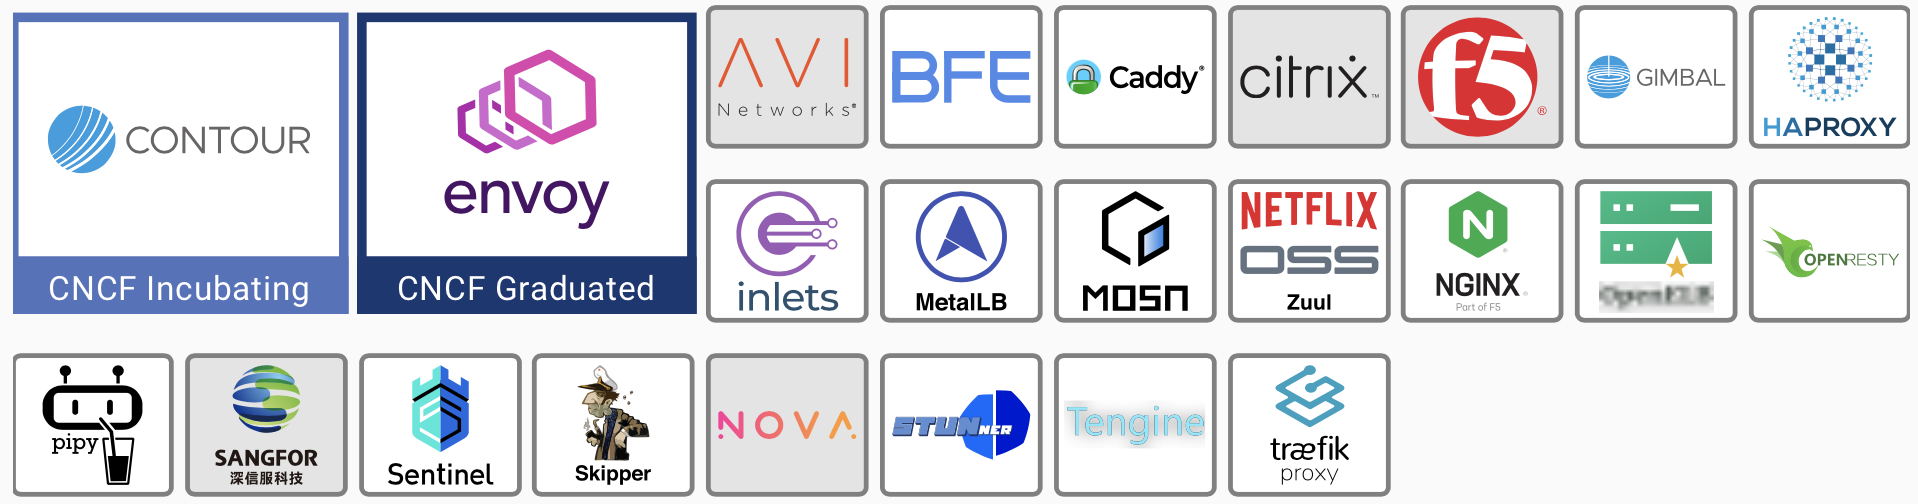 CONTOUR
CNCF Incubating
envoy
CNCF Graduated
AVI
Networks®
BFE
Caddy®
citrix™
f5®
GIMBAL
HAPROXY
inlets
MetalLB
MOSN
NETFLIX
OSS
Zuul
NGINX
Part of F5
OpenELB
OPENRESTY
pipy
SANGFOR
深信服科技
Sentinel
Skipper
NOVA
STUNNER
Tengine
træfik
proxy